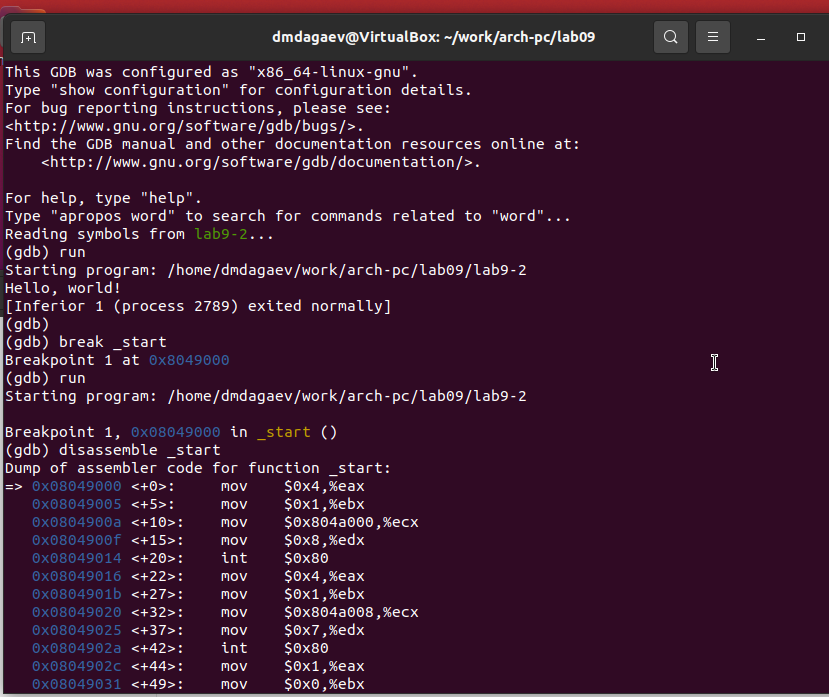 dmdagaev@VirtualBox: ~/work/arch-pc/lab09
This GDB was configured as "x86_64-linux-gnu".
Type "show configuration" for configuration details.
For bug reporting instructions, please see:
<http://www.gnu.org/software/gdb/bugs/>.
Find the GDB manual and other documentation resources online at:
    <http://www.gnu.org/software/gdb/documentation/>.

For help, type "help".
Type "apropos word" to search for commands related to "word"...
Reading symbols from lab9-2...
(gdb) run
Starting program: /home/dmdagaev/work/arch-pc/lab09/lab9-2
Hello, world!
[Inferior 1 (process 2789) exited normally]
(gdb)
(gdb) break _start
Breakpoint 1 at 0x8049000
(gdb) run
Starting program: /home/dmdagaev/work/arch-pc/lab09/lab9-2

Breakpoint 1, 0x08049000 in _start ()
(gdb) disassemble _start
Dump of assembler code for function _start:
=> 0x08049000 <+0>:     mov    $0x4,%eax
   0x08049005 <+5>:     mov    $0x1,%ebx
   0x0804900a <+10>:    mov    $0x804a000,%ecx
   0x0804900f <+15>:    mov    $0x8,%edx
   0x08049014 <+20>:    int    $0x80
   0x08049016 <+22>:    mov    $0x4,%eax
   0x0804901b <+27>:    mov    $0x1,%ebx
   0x08049020 <+32>:    mov    $0x804a008,%ecx
   0x08049025 <+37>:    mov    $0x7,%edx
   0x0804902a <+42>:    int    $0x80
   0x0804902c <+44>:    mov    $0x1,%eax
   0x08049031 <+49>:    mov    $0x0,%ebx